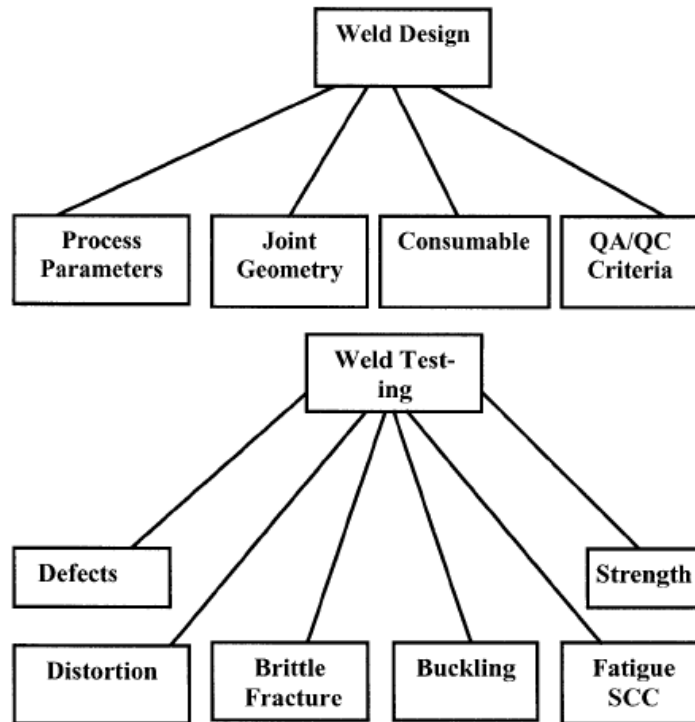 Weld Design
Process
Parameters
Joint
Geometry
Consumable
QA/QC
Criteria
Weld Test-
ing
Defects
Strength
Distortion
Brittle
Fracture
Buckling
Fatigue
SCC